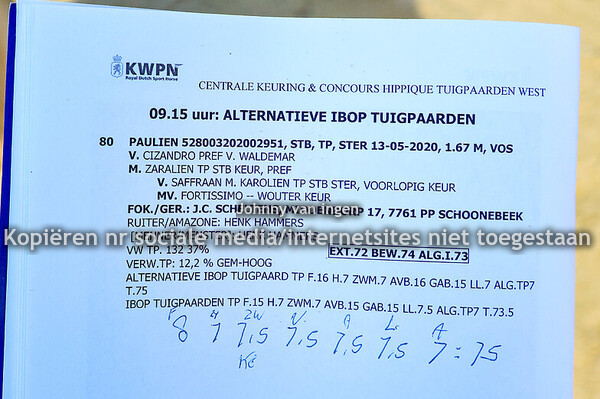 KWPN
Royal Dutch Sport Horse
CENTRALE KEURING & CONCOURS HIPPIQUE TUIGPAARDEN WEST
09.15 uur: ALTERNATIEVE IBOP TUIGPAARDEN
80 PAULIEN 528003202002951, STB, TP, STER 13-05-2020, 1.67 M, VOS
V. CIZANDRO PREF V. WALDEMAR
M. ZARALIEN TP STB KEUR, PREF
V. SAFFRAAN M. KAROLIEN TP STB STER, VOORLOPIG KEUR
MV. FORTISSIMO -- WOUTER KEUR
Johnny van Ingen
FOK./GER.: J.C. 17, 7761 PP SCHOONEBEEK
RUITER/AMAZONE: HENK HAMMERS
Kopiëren nr sociale media/internetsites niet toegestaan
VW TP: 132 37% EXT.72 BEW.74 ALG.I.73
VERW.TP: 12,2 % GEM-HOOG
ALTERNATIEVE IBOP TUIGPAARD TP F.16 H.7 ZWM.7 AVB.16 GAB.15 LL.7 ALG.TP7
T.75
IBOP TUIGPAARDEN TP F.15 H.7 ZWM.7 AVB.15 GAB.15 LL.7.5 ALG.TP7 T.73.5
F H ZW V. A L. A
8 7 7,5 7,5 7,5 7,5 7 = 75